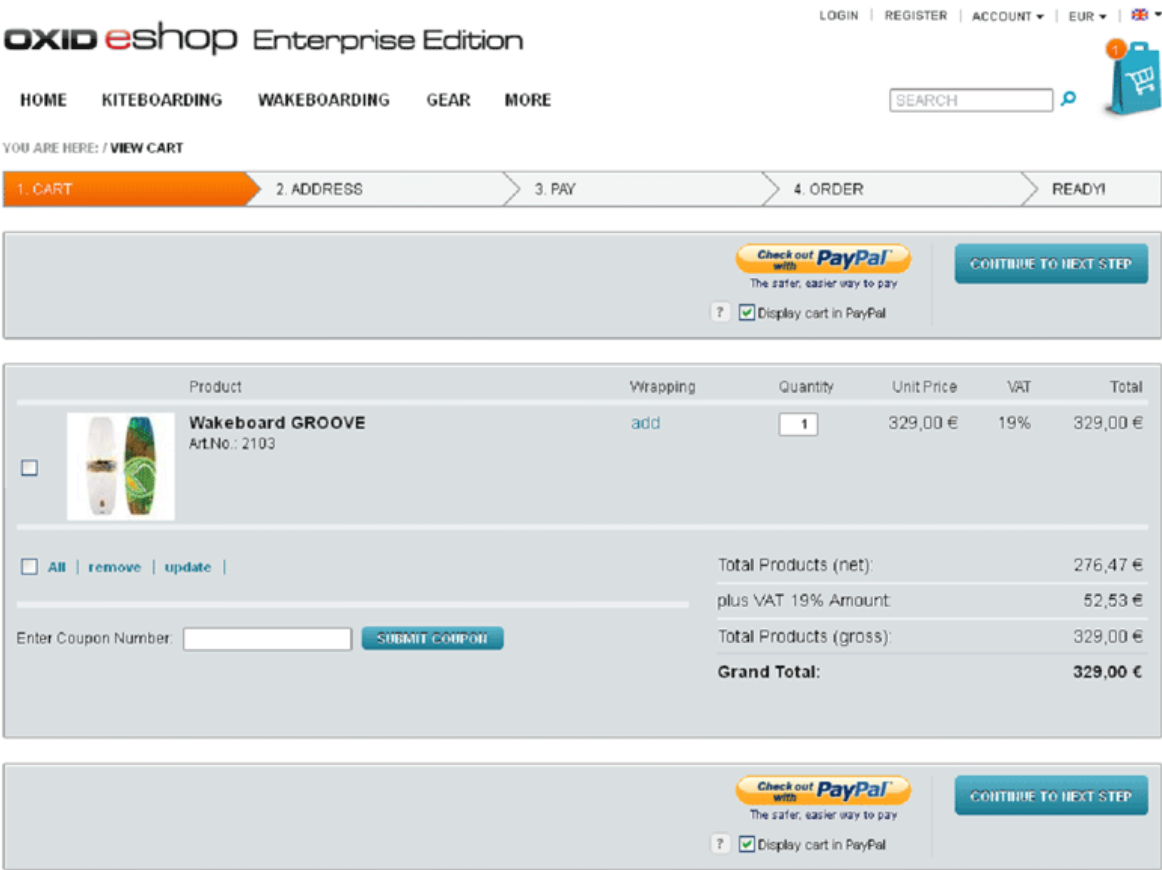 LOGIN | REGISTER | ACCOUNT | EUR
OXID eshop Enterprise Edition
1
HOME KITEBOARDING WAKEBOARDING GEAR MORE
SEARCH
YOU ARE HERE: / VIEW CART
1. CART 2. ADDRESS 3. PAY 4. ORDER READY!
Check out with PayPal
CONTINUE TO NEXT STEP
The safer, easier way to pay
? Display cart in PayPal
Product Wrapping Quantity Unit Price VAT Total
Wakeboard GROOVE add 1 329,00 € 19% 329,00 €
Art.No.: 2103
All | remove | update |
Total Products (net): 276,47 €
plus VAT 19% Amount: 52,53 €
Enter Coupon Number: SUBMIT COUPON
Total Products (gross): 329,00 €
Grand Total: 329,00 €
Check out with PayPal
CONTINUE TO NEXT STEP
The safer, easier way to pay
? Display cart in PayPal